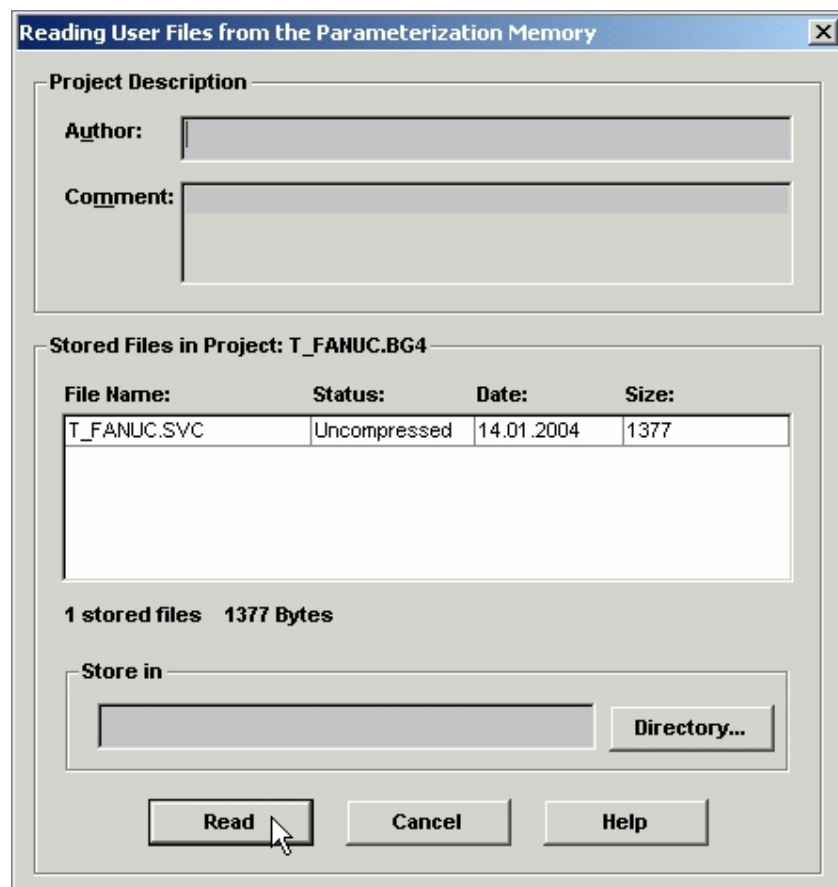 Reading User Files from the Parameterization Memory
Project Description
Author:
Comment:
Stored Files in Project: T_FANUC.BG4
File Name: Status: Date: Size:
T_FANUC.SVC Uncompressed 14.01.2004 1377
1 stored files 1377 Bytes
Store in
Directory...
Read Cancel Help